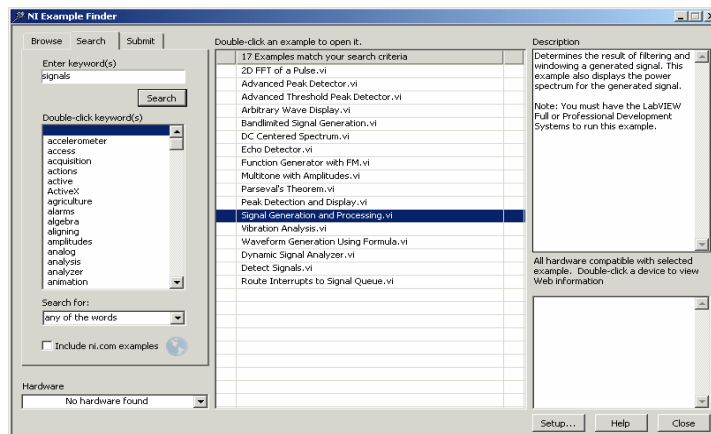 NI Example Finder
Browse Search Submit
Enter keyword(s)
signals
Search
Double-click keyword(s)
accelerometer
access
acquisition
actions
active
ActiveX
agriculture
alarms
algebra
aligning
amplitudes
analog
analysis
analyzer
animation
Search for:
any of the words
Include ni.com examples
Hardware
No hardware found
Double-click an example to open it.
17 Examples match your search criteria
2D FFT of a Pulse.vi
Advanced Peak Detector.vi
Advanced Threshold Peak Detector.vi
Arbitrary Wave Display.vi
Bandlimited Signal Generation.vi
DC Centered Spectrum.vi
Echo Detector.vi
Function Generator with FM.vi
Multitone with Amplitudes.vi
Parseval's Theorem.vi
Peak Detection and Display.vi
Signal Generation and Processing.vi
Vibration Analysis.vi
Waveform Generation Using Formula.vi
Dynamic Signal Analyzer.vi
Detect Signals.vi
Route Interrupts to Signal Queue.vi
Description
Determines the result of filtering and
windowing a generated signal. This
example also displays the power
spectrum for the generated signal.
Note: You must have the LabVIEW
Full or Professional Development
Systems to run this example.
All hardware compatible with selected
example. Double-click a device to view
Web information
Setup... Help Close